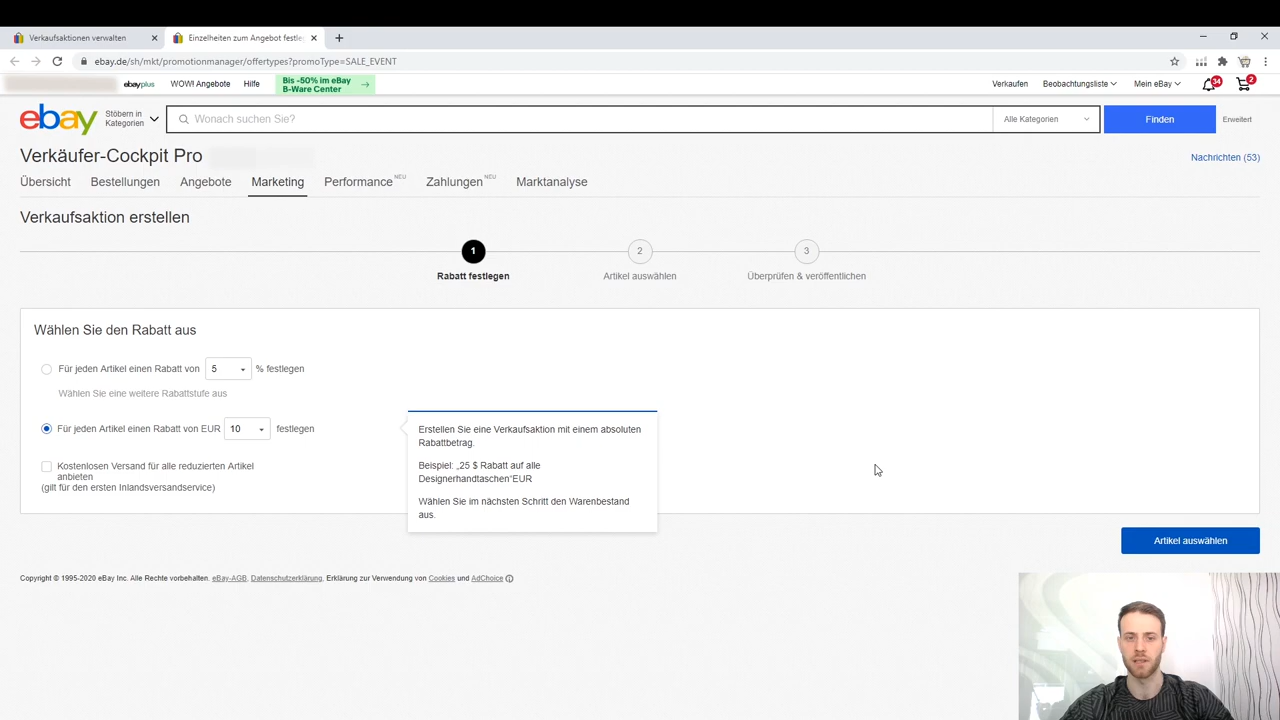 Verkaufsaktionen verwalten
Einzelheiten zum Angebot festle
ebay.de/sh/mkt/promotionmanager/offertypes?promoType=SALE_EVENT
ebayplus WOW! Angebote Hilfe Bis -50% im eBay B-Ware Center → Verkaufen Beobachtungsliste Mein eBay 34 2
ebay Stöbern in Kategorien Wonach suchen Sie? Alle Kategorien Finden Erweitert
Verkäufer-Cockpit Pro
Nachrichten (53)
Übersicht Bestellungen Angebote Marketing Performance NEU Zahlungen NEU Marktanalyse
Verkaufsaktion erstellen
1 2 3
Rabatt festlegen Artikel auswählen Überprüfen & veröffentlichen
Wählen Sie den Rabatt aus
Für jeden Artikel einen Rabatt von 5 % festlegen
Wählen Sie eine weitere Rabattstufe aus
Für jeden Artikel einen Rabatt von EUR 10 festlegen
Kostenlosen Versand für alle reduzierten Artikel
anbieten
(gilt für den ersten Inlandsversandservice)
Erstellen Sie eine Verkaufsaktion mit einem absoluten
Rabattbetrag.
Beispiel: „25 $ Rabatt auf alle
Designerhandtaschen“EUR
Wählen Sie im nächsten Schritt den Warenbestand
aus.
Artikel auswählen
Copyright © 1995-2020 eBay Inc. Alle Rechte vorbehalten. eBay-AGB, Datenschutzerklärung, Erklärung zur Verwendung von Cookies und AdChoice